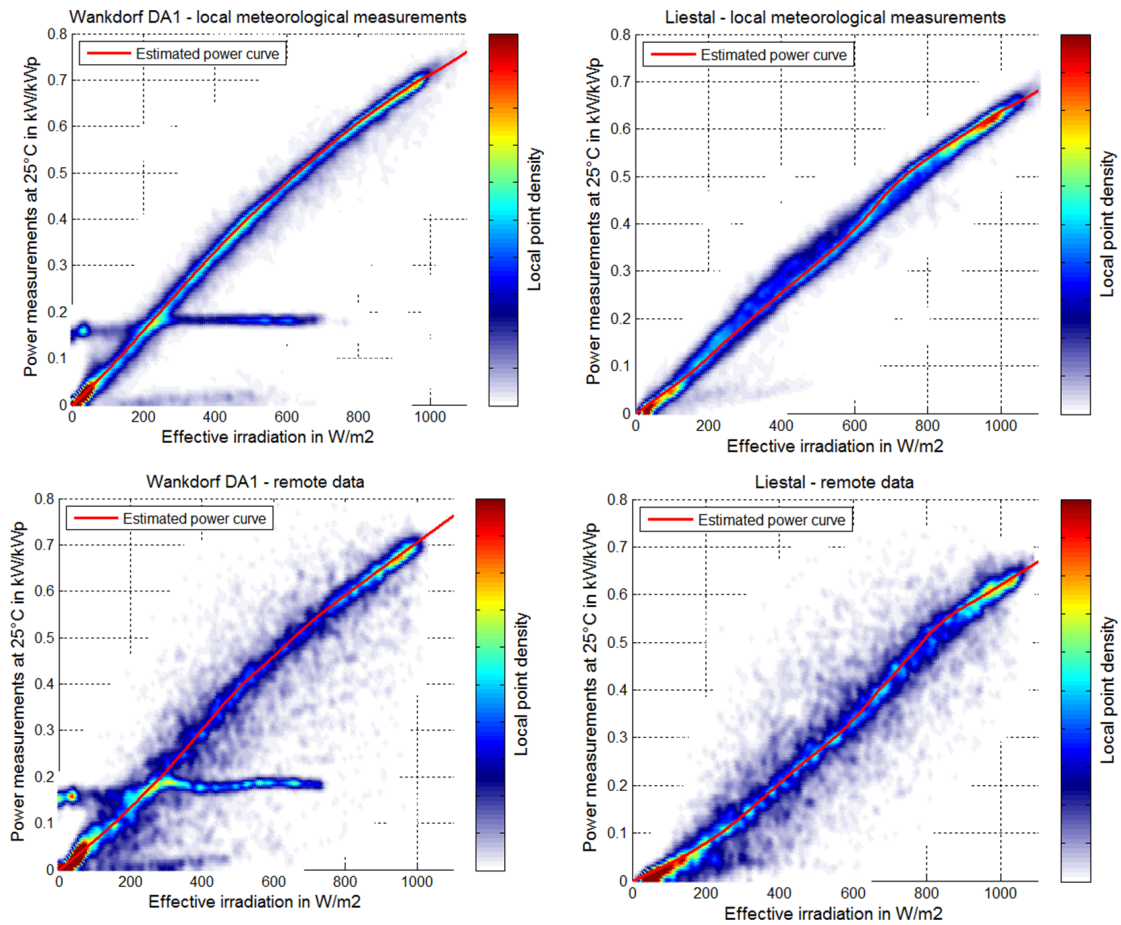 Wankdorf DA1 - local meteorological measurements
Estimated power curve
Power measurements at 25°C in kW/kWp
0.8
0.7
0.6
0.5
0.4
0.3
0.2
0.1
0
0 200 400 600 800 1000
Effective irradiation in W/m2
Local point density
Liestal - local meteorological measurements
Estimated power curve
Power measurements at 25°C in kW/kWp
0.8
0.7
0.6
0.5
0.4
0.3
0.2
0.1
0
0 200 400 600 800 1000
Effective irradiation in W/m2
Local point density
Wankdorf DA1 - remote data
Estimated power curve
Power measurements at 25°C in kW/kWp
0.8
0.7
0.6
0.5
0.4
0.3
0.2
0.1
0
0 200 400 600 800 1000
Effective irradiation in W/m2
Local point density
Liestal - remote data
Estimated power curve
Power measurements at 25°C in kW/kWp
0.8
0.7
0.6
0.5
0.4
0.3
0.2
0.1
0
0 200 400 600 800 1000
Effective irradiation in W/m2
Local point density